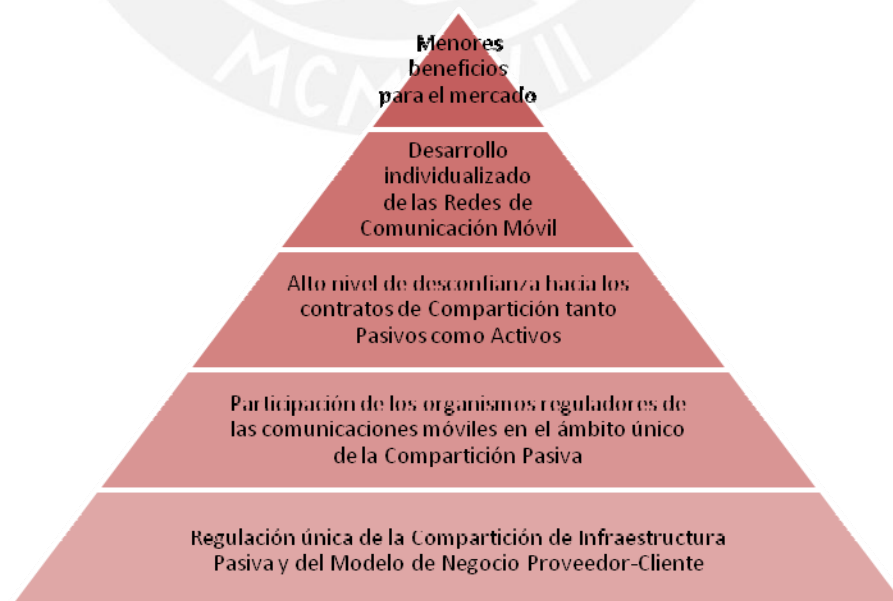 Menores
beneficios
para el mercado
Desarrollo
individualizado
de las Redes de
Comunicación Móvil
Alto nivel de desconfianza hacia los
contratos de Compartición tanto
Pasivos como Activos
Participación de los organismos reguladores de
las comunicaciones móviles en el ámbito único
de la Compartición Pasiva
Regulación única de la Compartición de Infraestructura
Pasiva y del Modelo de Negocio Proveedor-Cliente